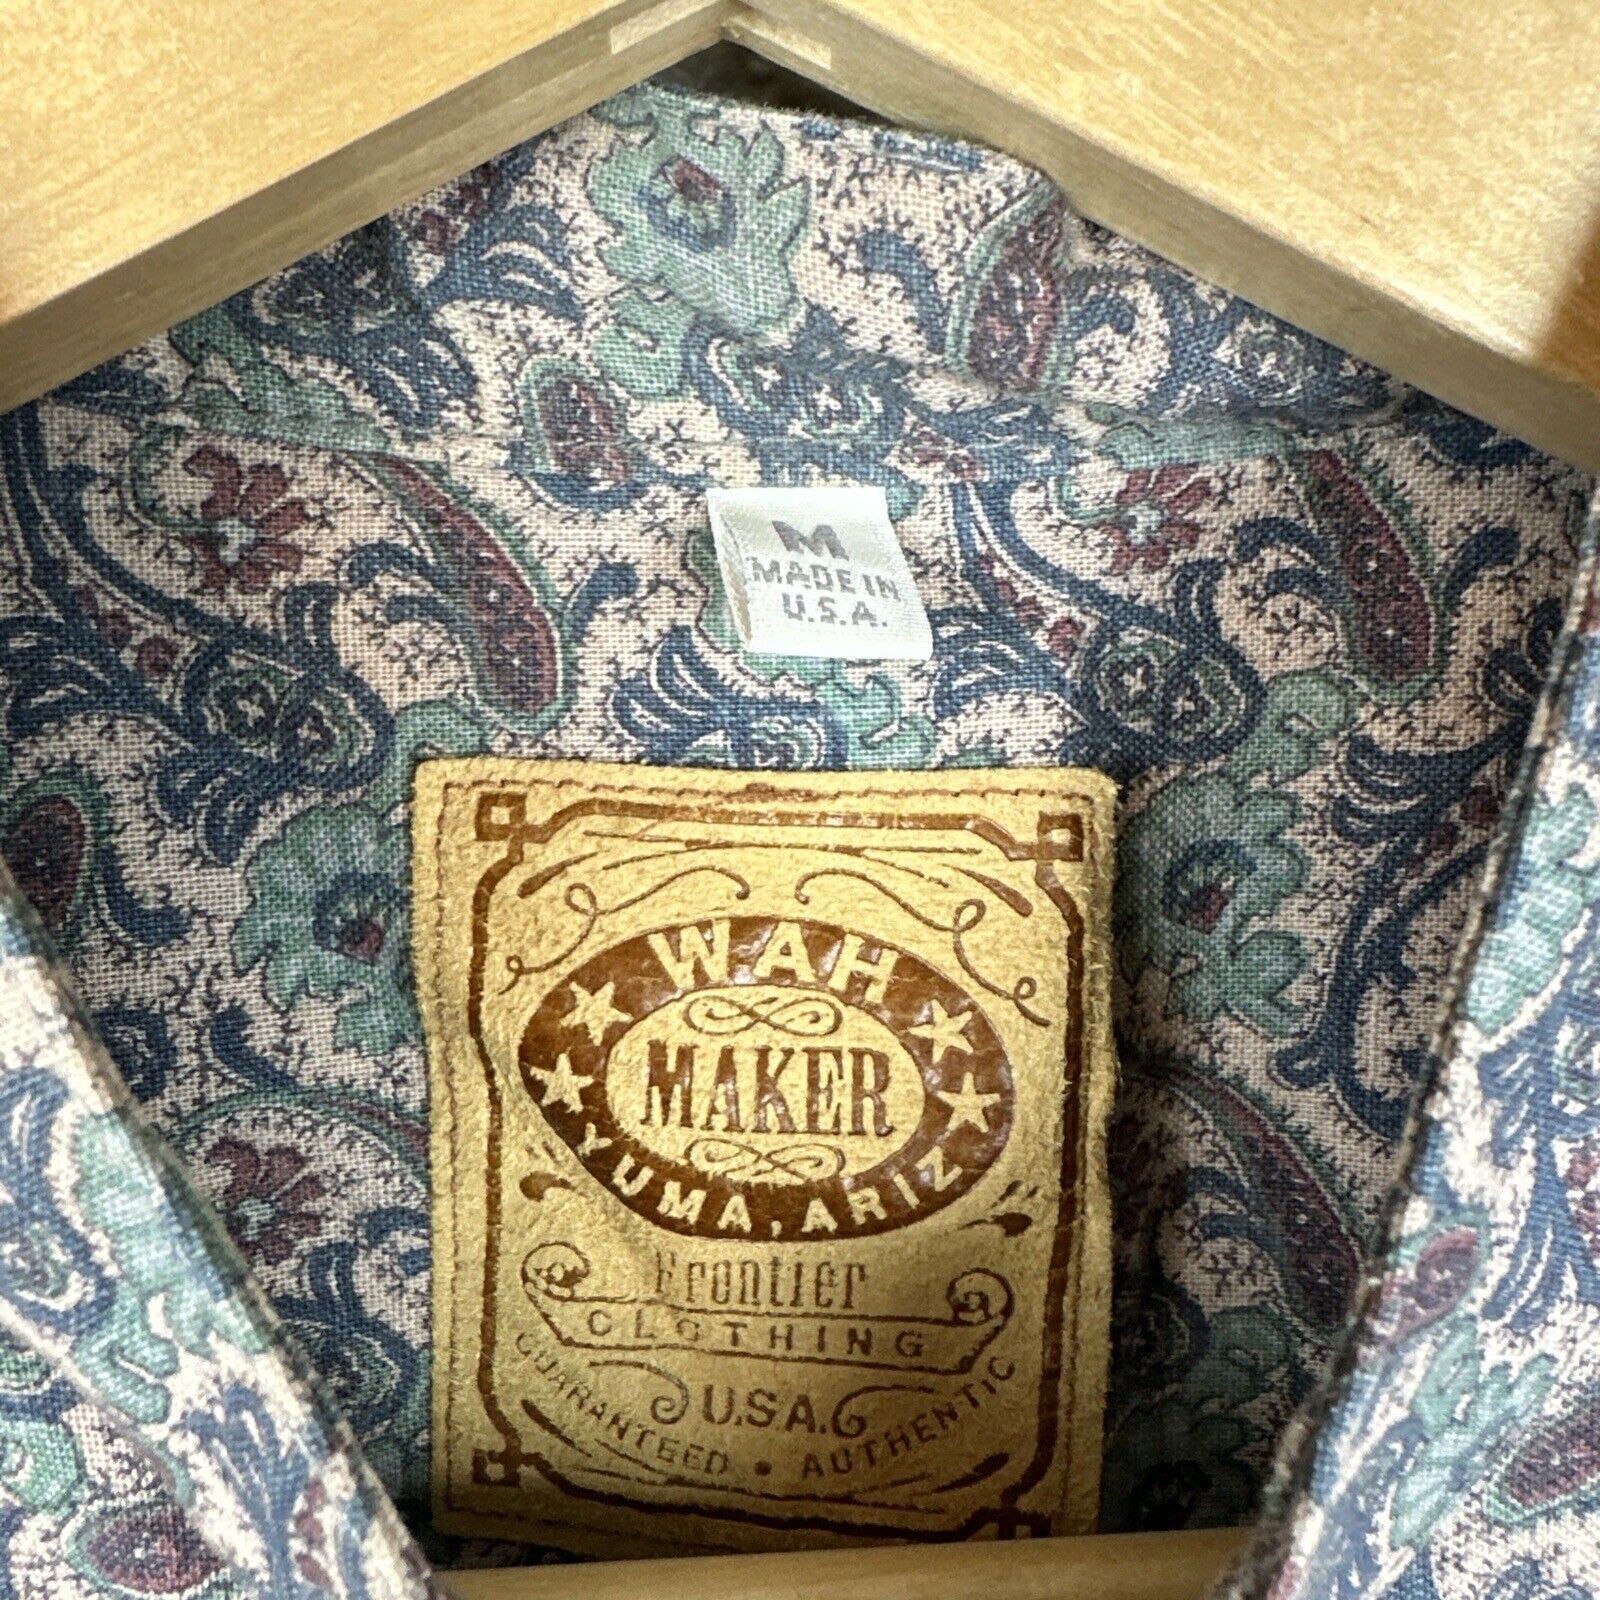 M
MADE IN
U.S.A.
WAH
MAKER
YUMA, ARIZ
Frontier
CLOTHING
U.S.A.
GUARANTEED • AUTHENTIC